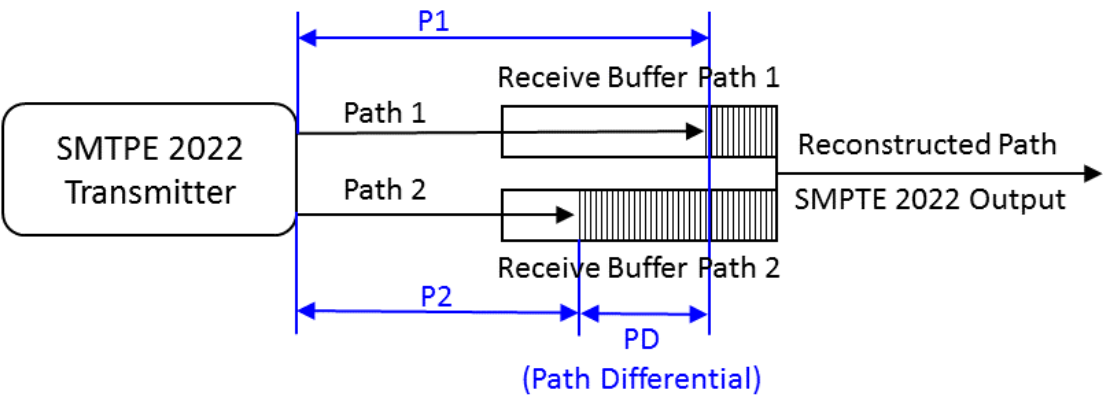 P1
Receive Buffer Path 1
Path 1
SMTPE 2022
Transmitter
Reconstructed Path
Path 2
SMPTE 2022 Output
Receive Buffer Path 2
P2
PD
(Path Differential)